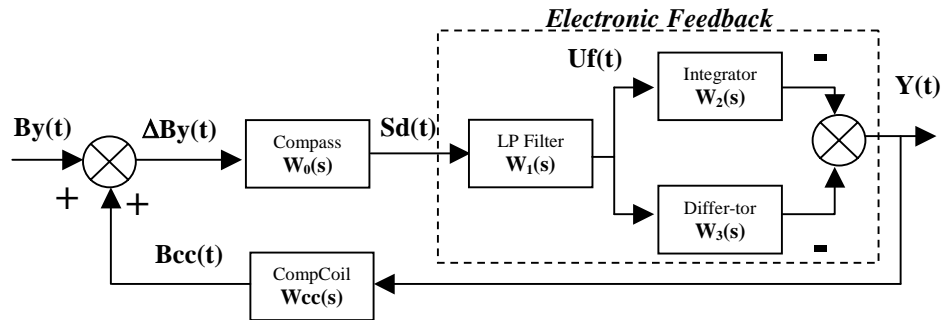 Electronic Feedback
Uf(t)
Integrator
W2(s)
-
Y(t)
By(t)
ΔBy(t)
Sd(t)
Compass
W0(s)
LP Filter
W1(s)
+
+
Differ-tor
W3(s)
-
Bcc(t)
CompCoil
Wcc(s)